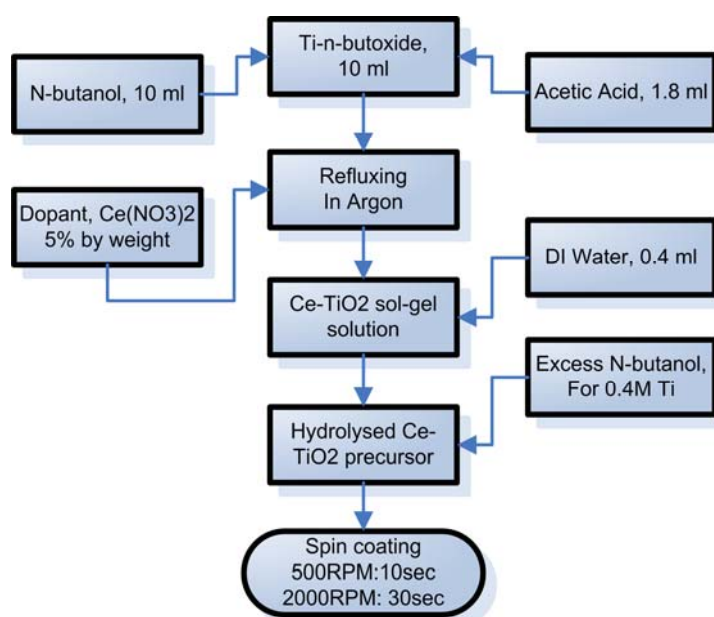 Ti-n-butoxide,
10 ml
N-butanol, 10 ml
Acetic Acid, 1.8 ml
Refluxing
In Argon
Dopant, Ce(NO3)2
5% by weight
DI Water, 0.4 ml
Ce-TiO2 sol-gel
solution
Excess N-butanol,
For 0.4M Ti
Hydrolysed Ce-
TiO2 precursor
Spin coating
500RPM:10sec
2000RPM: 30sec